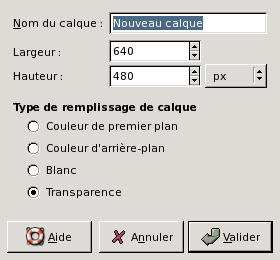 Nom du calque : Nouveau calque
Largeur : 640
Hauteur : 480 px
Type de remplissage de calque
Couleur de premier plan
Couleur d'arrière-plan
Blanc
Transparence
Aide Annuler Valider